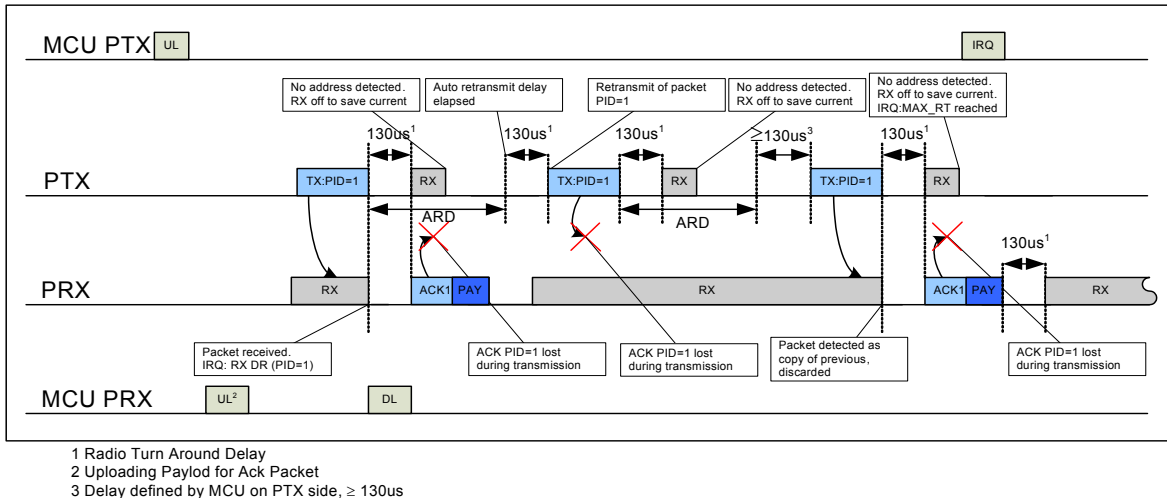 MCU PTX
UL
IRQ
No address detected.
RX off to save current
Auto retransmit delay
elapsed
Retransmit of packet
PID=1
No address detected.
RX off to save current
No address detected.
RX off to save current.
IRQ:MAX_RT reached
130us1
130us1
130us1
≥130us3
130us1
PTX
TX:PID=1
RX
TX:PID=1
RX
TX:PID=1
RX
ARD
ARD
130us1
PRX
RX
ACK1
PAY
RX
ACK1
PAY
RX
Packet received.
IRQ: RX DR (PID=1)
ACK PID=1 lost
during transmission
ACK PID=1 lost
during transmission
Packet detected as
copy of previous,
discarded
ACK PID=1 lost
during transmission
MCU PRX
UL2
DL
1 Radio Turn Around Delay
2 Uploading Paylod for Ack Packet
3 Delay defined by MCU on PTX side, ≥ 130us